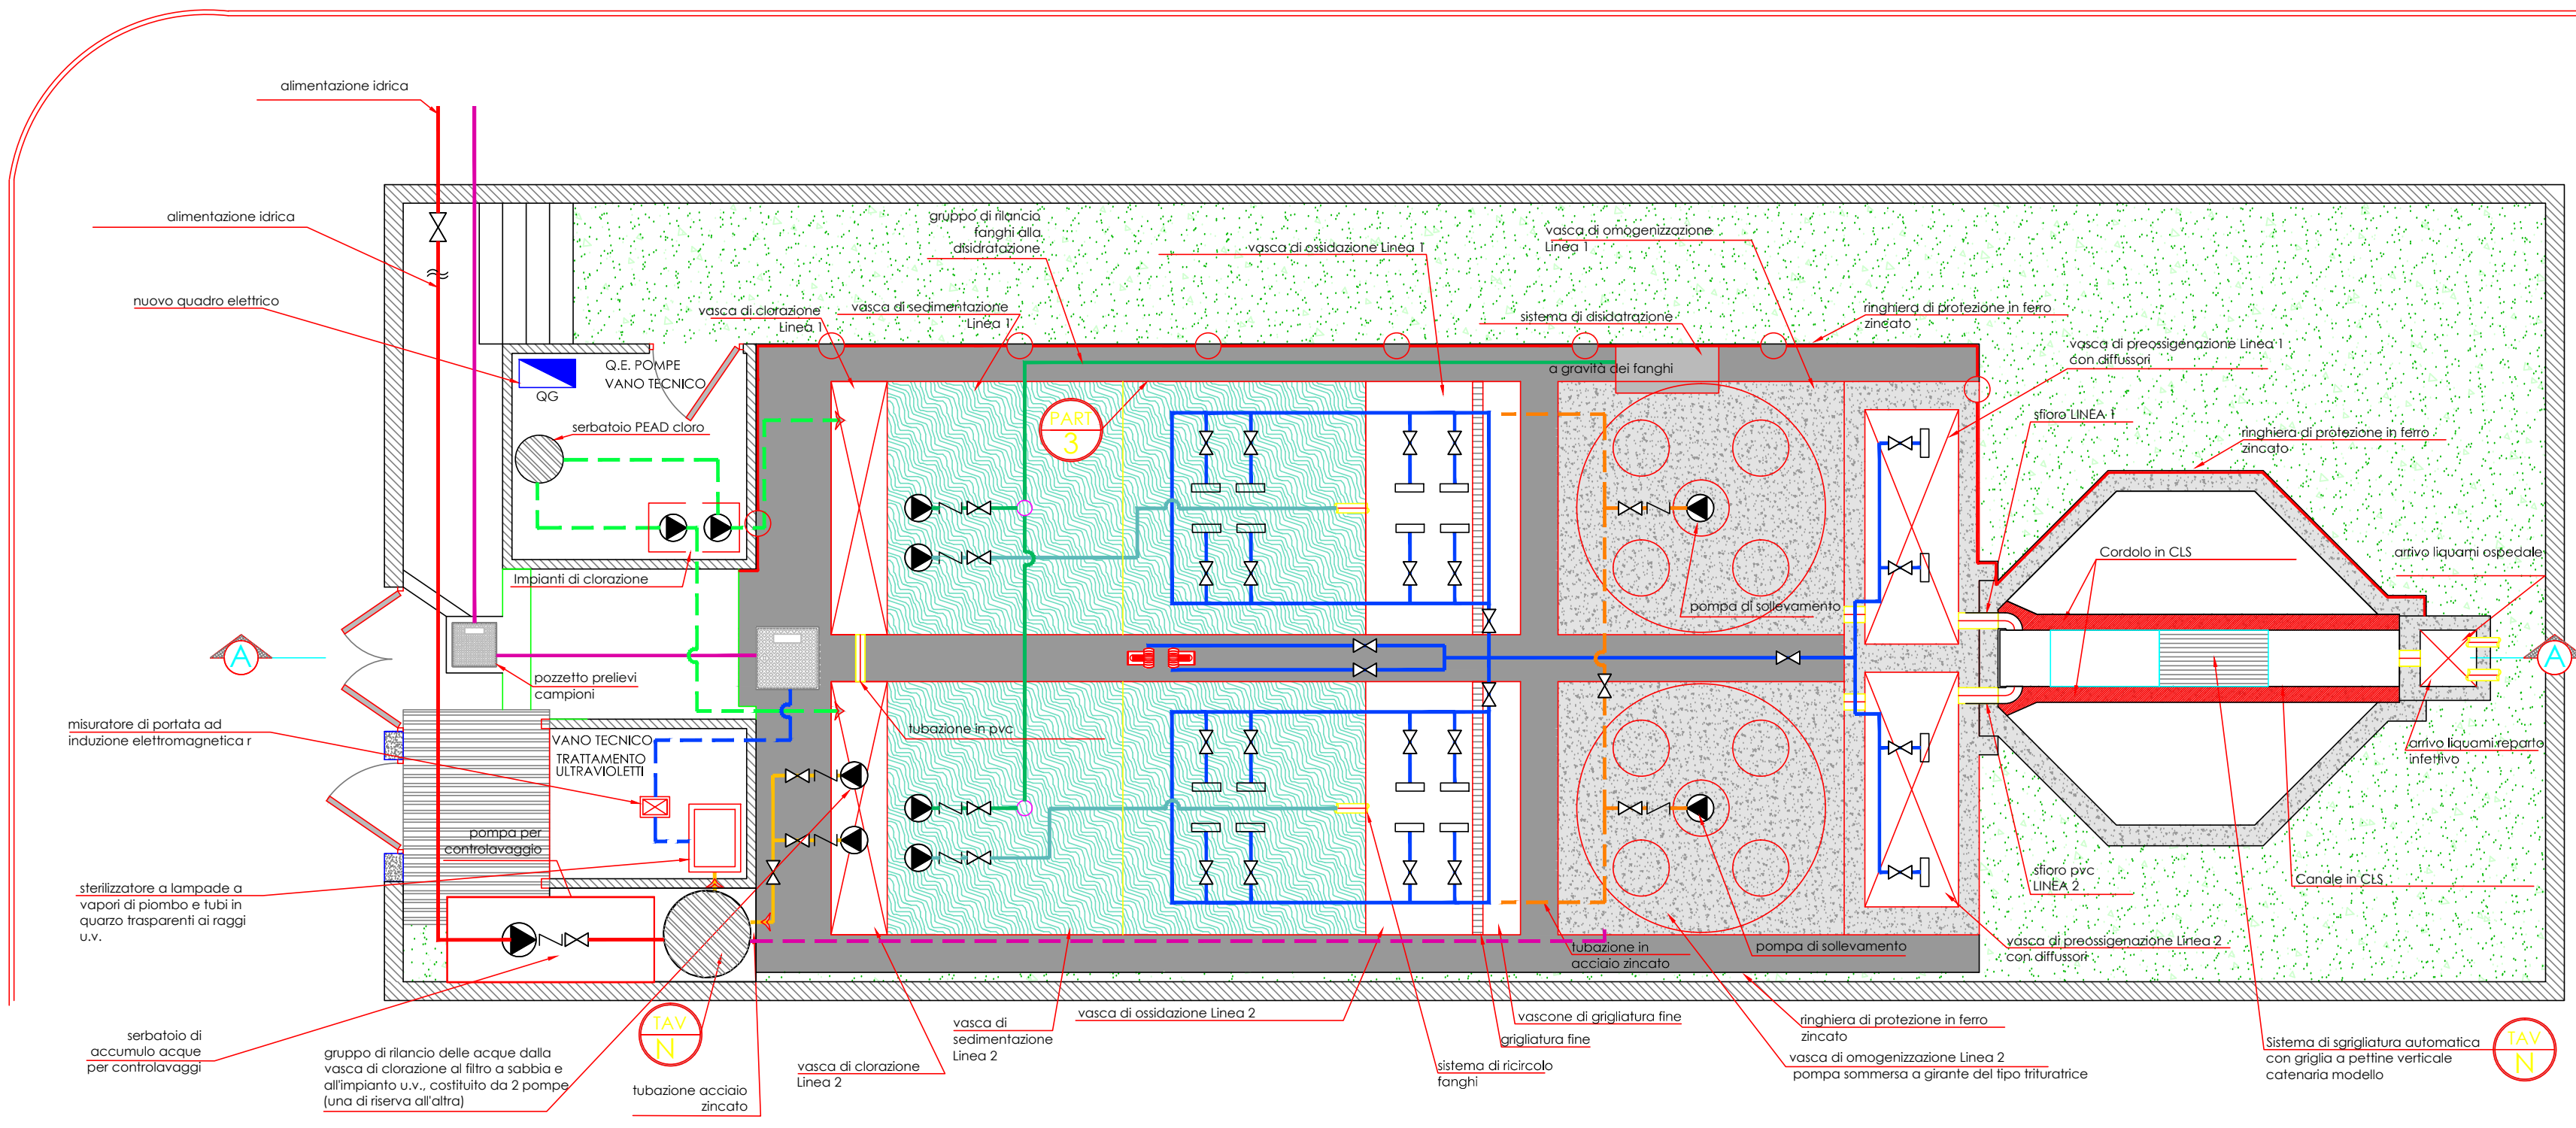 alimentazione idrica
alimentazione idrica
nuovo quadro elettrico
gruppo di rilancio
fanghi alla
disidratazione
vasca di ossidazione Linea 1
vasca di omogenizzazione
Linea 1
vasca di clorazione
Linea 1
vasca di sedimentazione
Linea 1
sistema di disidatrazione
ringhiera di protezione in ferro
zincato
vasca di preossigenazione Linea 1
con diffussori
Q.E. POMPE
VANO TECNICO
QG
a gravità dei fanghi
serbatoio PEAD cloro
PART
3
sfioro LINEA 1
ringhiera di protezione in ferro
zincato
Impianti di clorazione
Cordolo in CLS
arrivo liquami ospedale
pompa di sollevamento
A
A
pozzetto prelievi
campioni
misuratore di portata ad
induzione elettromagnetica r
tubazione in pvc
VANO TECNICO
TRATTAMENTO
ULTRAVIOLETTI
arrivo liquami reparto
infettivo
pompa per
controlavaggio
sterilizzatore a lampade a
vapori di piombo e tubi in
quarzo trasparenti ai raggi
u.v.
sfioro pvc
LINEA 2
Canale in CLS
tubazione in
acciaio zincato
pompa di sollevamento
vasca di preossigenazione Linea 2
con diffussori
serbatoio di
accumulo acque
per controlavaggi
gruppo di rilancio delle acque dalla
vasca di clorazione al filtro a sabbia e
all'impianto u.v., costituito da 2 pompe
(una di riserva all'altra)
TAV
N
tubazione acciaio
zincato
vasca di clorazione
Linea 2
vasca di
sedimentazione
Linea 2
vasca di ossidazione Linea 2
vascone di grigliatura fine
grigliatura fine
sistema di ricircolo
fanghi
ringhiera di protezione in ferro
zincato
vasca di omogenizzazione Linea 2
pompa sommersa a girante del tipo trituratrice
Sistema di sgrigliatura automatica
con griglia a pettine verticale
catenaria modello
TAV
N